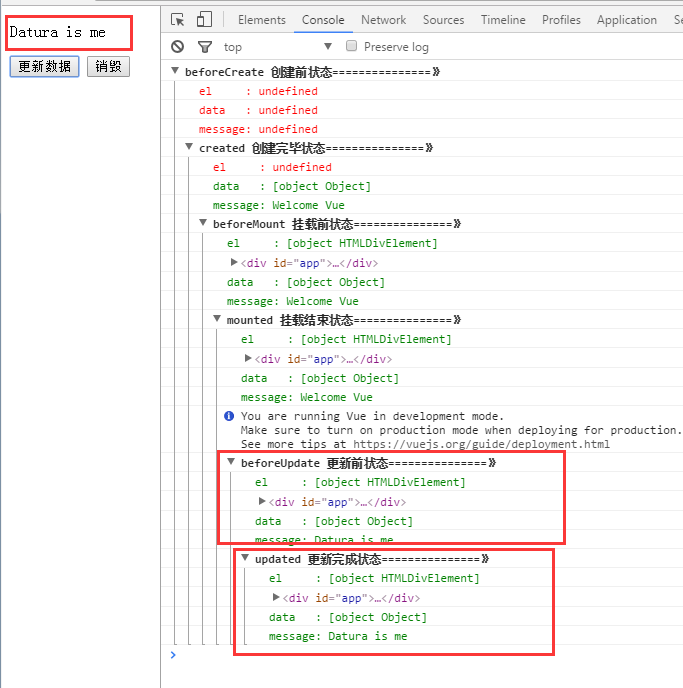 Datura is me
更新数据 销毁
Elements Console Network Sources Timeline Profiles Application
top Preserve log
beforeCreate 创建前状态===============》
el : undefined
data : undefined
message: undefined
created 创建完毕状态===============》
el : undefined
data : [object Object]
message: Welcome Vue
beforeMount 挂载前状态===============》
el : [object HTMLDivElement]
<div id="app">…</div>
data : [object Object]
message: Welcome Vue
mounted 挂载结束状态===============》
el : [object HTMLDivElement]
<div id="app">…</div>
data : [object Object]
message: Welcome Vue
You are running Vue in development mode.
Make sure to turn on production mode when deploying for production.
See more tips at https://vuejs.org/guide/deployment.html
beforeUpdate 更新前状态===============》
el : [object HTMLDivElement]
<div id="app">…</div>
data : [object Object]
message: Datura is me
updated 更新完成状态===============》
el : [object HTMLDivElement]
<div id="app">…</div>
data : [object Object]
message: Datura is me